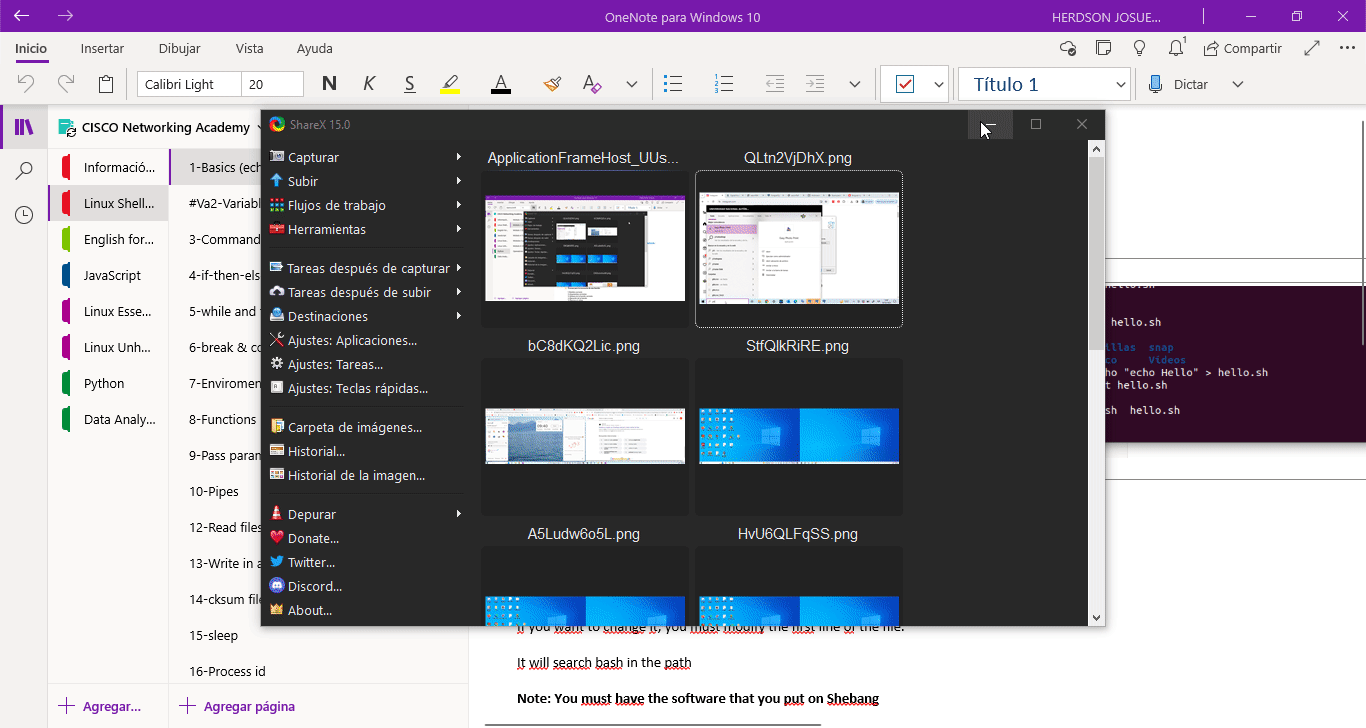 OneNote para Windows 10
HERDSON JOSUE...
Inicio
Insertar
Dibujar
Vista
Ayuda
1
Compartir
Calibri Light
20
N
K
S
A
A
Título 1
Dictar
CISCO Networking Academy
Informació...
Linux Shell...
English for...
JavaScript
Linux Esse...
Linux Unh...
Python
Data Analy...
Agregar...
1-Basics (ech
#Va2-Variabl
3-Command
4-if-then-els
5-while and
6-break & co
7-Enviromen
8-Functions
9-Pass param
10-Pipes
12-Read files
13-Write in a
14-cksum file
15-sleep
16-Process id
Agregar página
ShareX 15.0
Capturar
Subir
Flujos de trabajo
Herramientas
Tareas después de capturar
Tareas después de subir
Destinaciones
Ajustes: Aplicaciones...
Ajustes: Tareas...
Ajustes: Teclas rápidas...
Carpeta de imágenes...
Historial...
Historial de la imagen...
Depurar
Donate...
Twitter...
Discord...
About...
ApplicationFrameHost_UUs...
QLtn2VjDhX.png
bC8dKQ2Lic.png
StfQlkRiRE.png
A5Ludw6o5L.png
HvU6QLFqSS.png
hello.sh
hello.sh
illas snap
co Videos
ho "echo Hello" > hello.sh
t hello.sh
sh hello.sh
If you want to change it, you must modify the first line of the file.
It will search bash in the path
Note: You must have the software that you put on Shebang